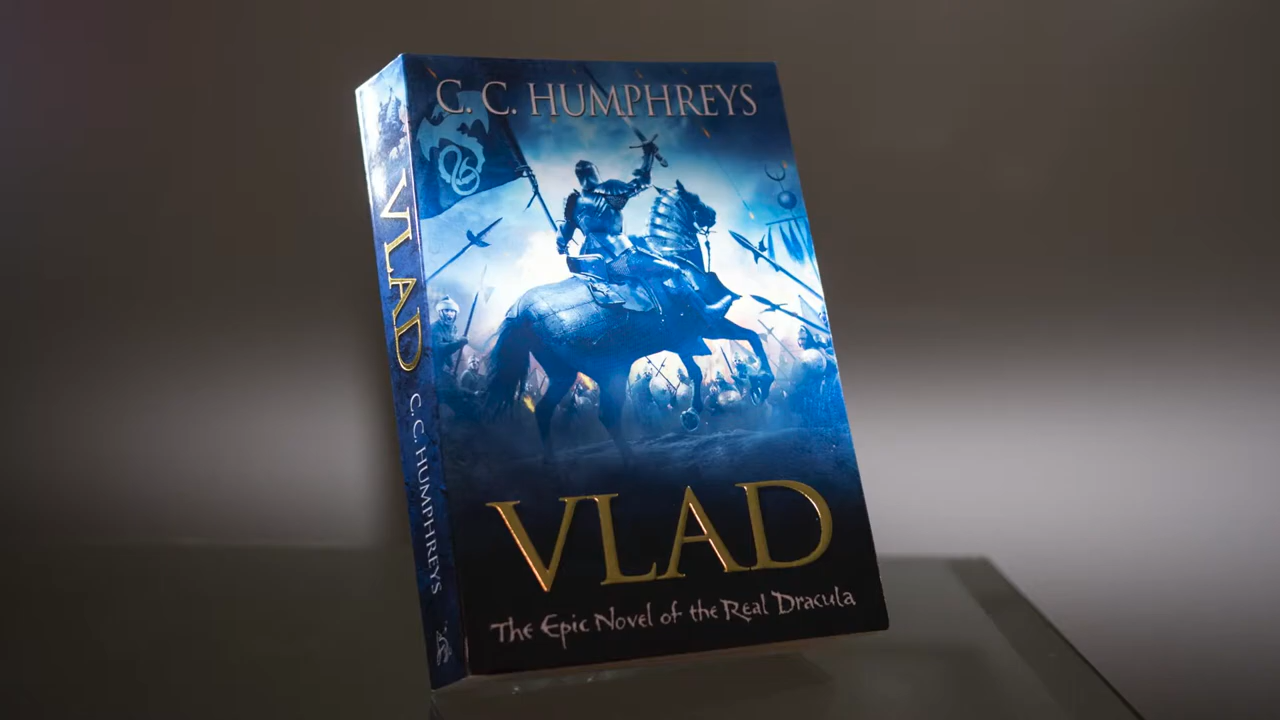 C. C. HUMPHREYS
VLAD
The Epic Novel of the Real Dracula
VLAD C. C. HUMPHREYS